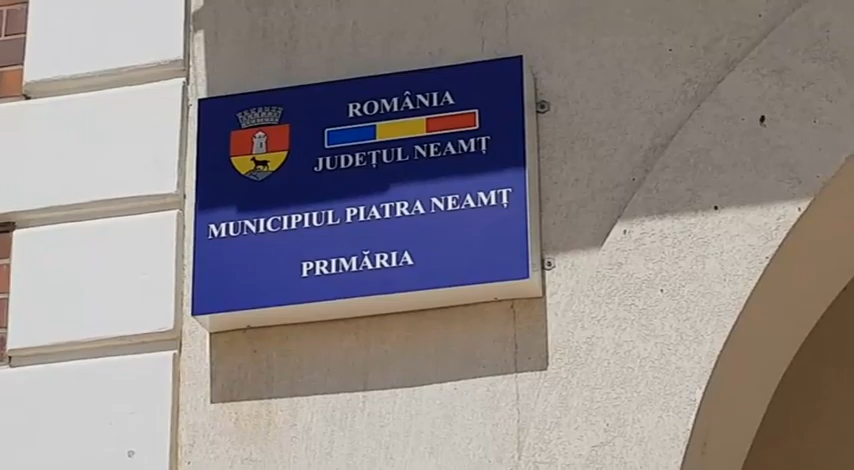 ROMÂNIA
JUDEȚUL NEAMȚ
MUNICIPIUL PIATRA NEAMȚ
PRIMĂRIA